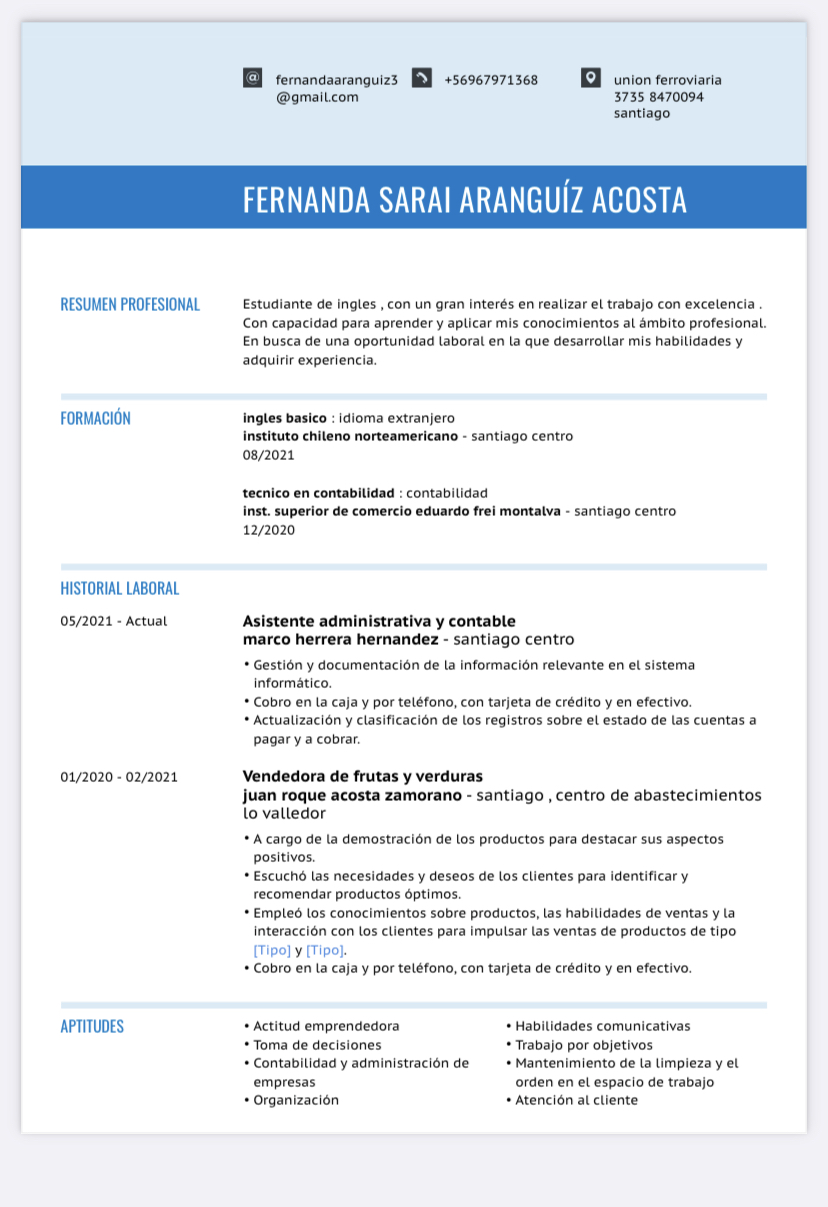 @ fernandaaranguiz3 +56967971368 union ferroviaria
@gmail.com 3735 8470094
santiago
FERNANDA SARAI ARANGUÍZ ACOSTA
RESUMEN PROFESIONAL Estudiante de ingles , con un gran interés en realizar el trabajo con excelencia .
Con capacidad para aprender y aplicar mis conocimientos al ámbito profesional.
En busca de una oportunidad laboral en la que desarrollar mis habilidades y
adquirir experiencia.
FORMACIÓN ingles basico : idioma extranjero
instituto chileno norteamericano - santiago centro
08/2021
tecnico en contabilidad : contabilidad
inst. superior de comercio eduardo frei montalva - santiago centro
12/2020
HISTORIAL LABORAL
05/2021 - Actual Asistente administrativa y contable
marco herrera hernandez - santiago centro
• Gestión y documentación de la información relevante en el sistema
informático.
• Cobro en la caja y por teléfono, con tarjeta de crédito y en efectivo.
• Actualización y clasificación de los registros sobre el estado de las cuentas a
pagar y a cobrar.
01/2020 - 02/2021 Vendedora de frutas y verduras
juan roque acosta zamorano - santiago , centro de abastecimientos
lo valledor
• A cargo de la demostración de los productos para destacar sus aspectos
positivos.
• Escuchó las necesidades y deseos de los clientes para identificar y
recomendar productos óptimos.
• Empleó los conocimientos sobre productos, las habilidades de ventas y la
interacción con los clientes para impulsar las ventas de productos de tipo
[Tipo] y [Tipo].
• Cobro en la caja y por teléfono, con tarjeta de crédito y en efectivo.
APTITUDES • Actitud emprendedora
• Toma de decisiones
• Contabilidad y administración de
empresas
• Organización
• Habilidades comunicativas
• Trabajo por objetivos
• Mantenimiento de la limpieza y el
orden en el espacio de trabajo
• Atención al cliente